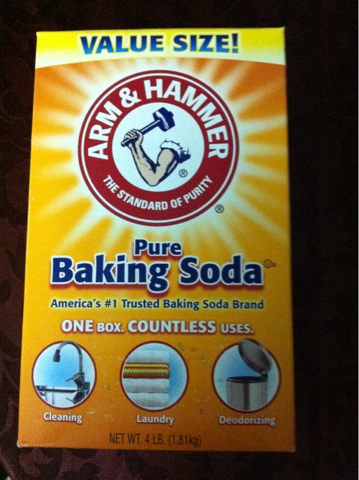 VALUE SIZE!
ARM & HAMMER
THE STANDARD OF PURITY
®
®
Pure
Baking Soda
America's #1 Trusted Baking Soda Brand
ONE BOX. COUNTLESS USES.
Cleaning Laundry Deodorizing
NET WT. 4 LB. (1.81kg)